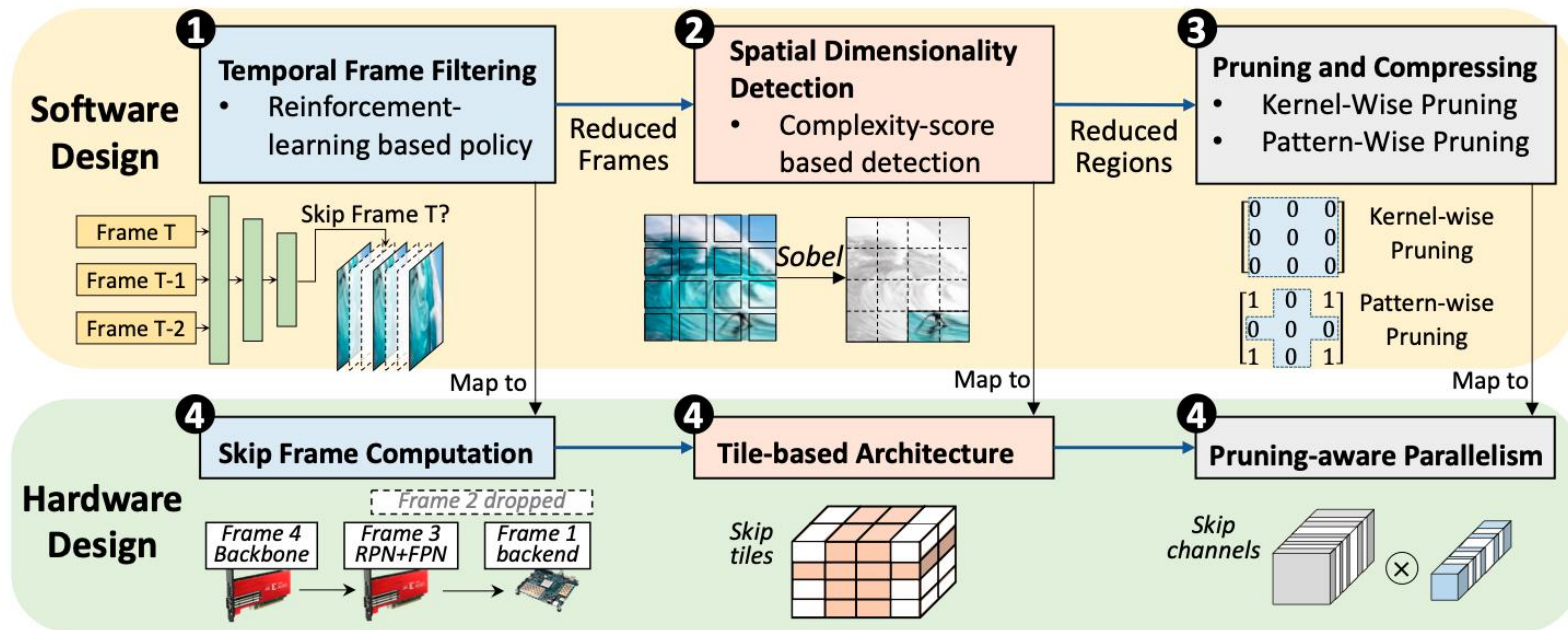 Software
Design
1
Temporal Frame Filtering
• Reinforcement-
learning based policy
Reduced
Frames
2
Spatial Dimensionality
Detection
• Complexity-score
based detection
Reduced
Regions
3
Pruning and Compressing
• Kernel-Wise Pruning
• Pattern-Wise Pruning
Frame T
Frame T-1
Frame T-2
Skip Frame T?
Sobel
0 0 0
0 0 0
0 0 0
Kernel-wise
Pruning
1 0 1
0 0 0
1 0 1
Pattern-wise
Pruning
Map to
Map to
Map to
Hardware
Design
4
Skip Frame Computation
4
Tile-based Architecture
4
Pruning-aware Parallelism
Frame 2 dropped
Frame 4
Backbone
Frame 3
RPN+FPN
Frame 1
backend
Skip
tiles
Skip
channels